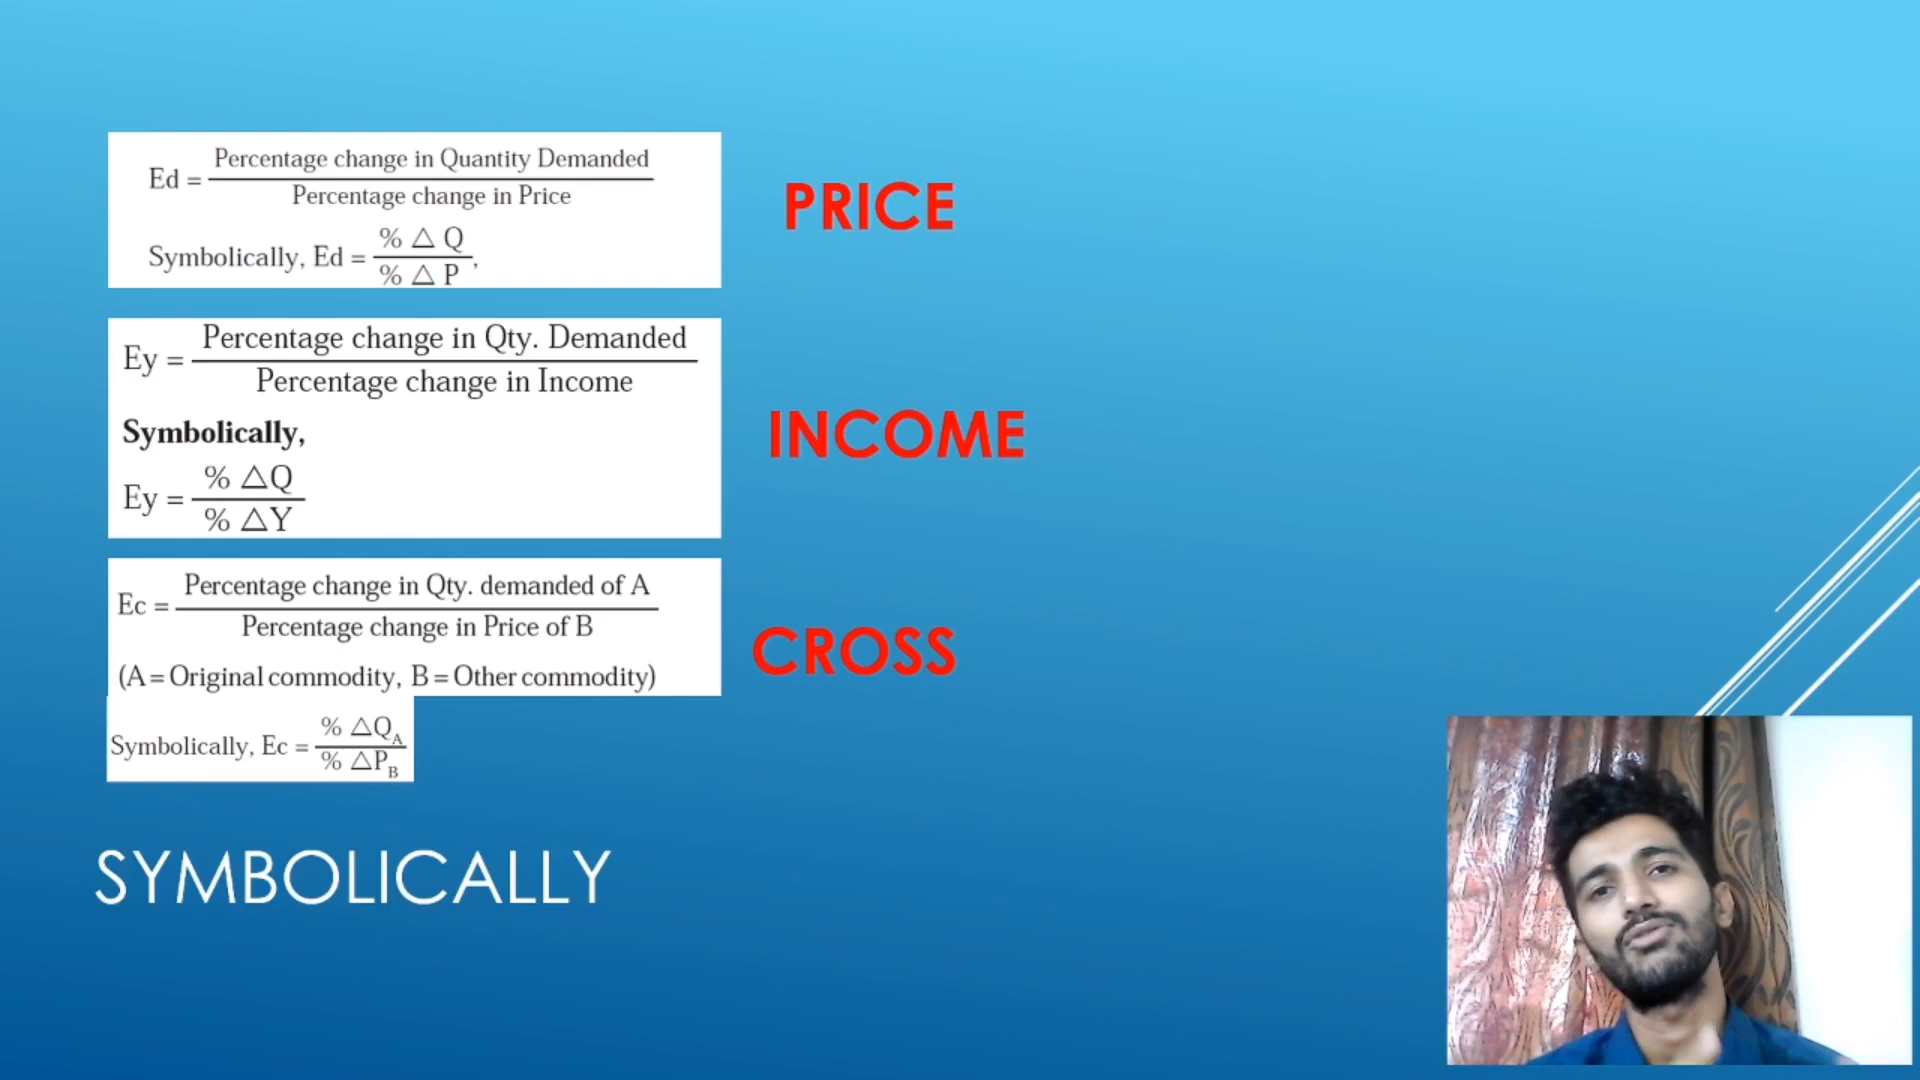 Ed = Percentage change in Quantity Demanded
Percentage change in Price
PRICE
Symbolically, Ed = % △ Q
% △ P ,
Ey = Percentage change in Qty. Demanded
Percentage change in Income
INCOME
Symbolically,
Ey = % △Q
% △Y
Ec = Percentage change in Qty. demanded of A
Percentage change in Price of B
CROSS
(A = Original commodity, B = Other commodity)
Symbolically, Ec = % △QA
% △PB
SYMBOLICALLY